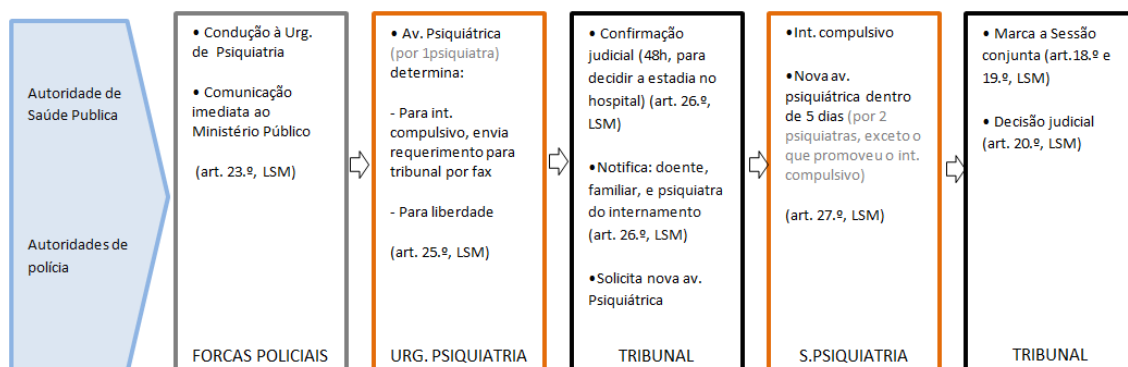 Autoridade de
Saúde Publica
Autoridades de
polícia
• Condução à Urg.
de Psiquiatria
• Comunicação
imediata ao
Ministério Público
(art. 23.º, LSM)
FORCAS POLICIAIS
• Av. Psiquiátrica
(por 1psiquiatra)
determina:
- Para int.
compulsivo, envia
requerimento para
tribunal por fax
- Para liberdade
(art. 25.º, LSM)
URG. PSIQUIATRIA
• Confirmação
judicial (48h, para
decidir a estadia no
hospital) (art. 26.º,
LSM)
•Notifica: doente,
familiar, e psiquiatra
do internamento
(art. 26.º, LSM)
•Solicita nova av.
Psiquiátrica
TRIBUNAL
•Int. compulsivo
•Nova av.
psiquiátrica dentro
de 5 dias (por 2
psiquiatras, exceto o
que promoveu o int.
compulsivo)
(art. 27.º, LSM)
S.PSIQUIATRIA
• Marca a Sessão
conjunta (art.18.º e
19.º, LSM)
• Decisão judicial
(art. 20.º, LSM)
TRIBUNAL